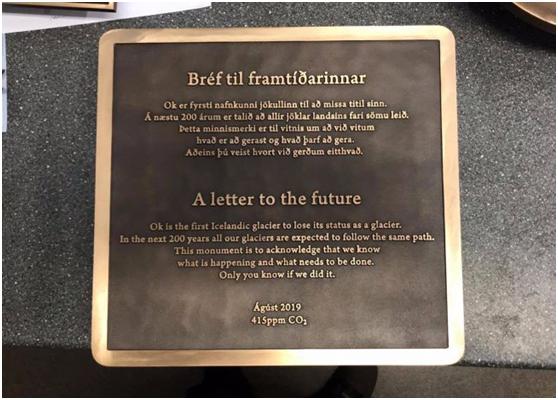 Bréf til framtíðarinnar
Ok er fyrsti nafnkunni jökullinn til að missa titil sinn.
Á næstu 200 árum er talið að allir jöklar landsins fari sömu leið.
Þetta minnismerki er til vitnis um að við vitum
hvað er að gerast og hvað þarf að gera.
Aðeins þú veist hvort við gerðum eitthvað.
A letter to the future
Ok is the first Icelandic glacier to lose its status as a glacier.
In the next 200 years all our glaciers are expected to follow the same path.
This monument is to acknowledge that we know
what is happening and what needs to be done.
Only you know if we did it.
Ágúst 2019
415ppm CO₂